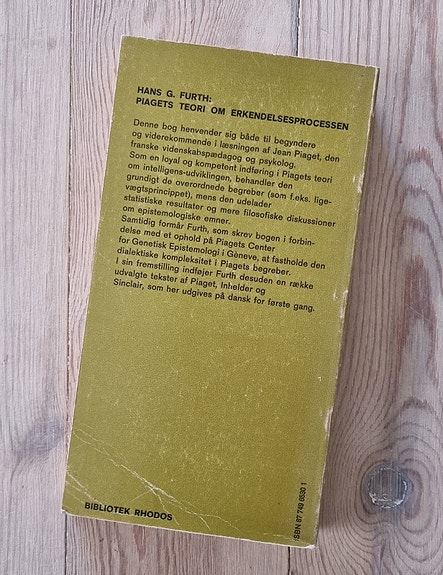 HANS G. FURTH:
PIAGETS TEORI OM ERKENDELSESPROCESSEN
Denne bog henvender sig både til begyndere
og viderekommende i læsningen af Jean Piaget, den
franske videnskabspædagog og psykolog.
Som en loyal og kompetent indføring i Piagets teori
om intelligens-udviklingen, behandler den
grundigt de overordnede begreber (som f.eks. lige-
vægtsprincippet), mens den udelader
statistiske resultater og mere filosofiske diskussioner
om epistemologiske emner.
Samtidig formår Furth, som skrev bogen i forbin-
delse med et ophold på Piagets Center
for Genetisk Epistemologi i Genève, at fastholde den
dialektiske kompleksitet i Piagets begreber.
I sin fremstilling indføjer Furth desuden en række
udvalgte tekster af Piaget, Inhelder og
Sinclair, som her udgives på dansk for første gang.
BIBLIOTEK RHODOS
ISBN 87 749 6530 1